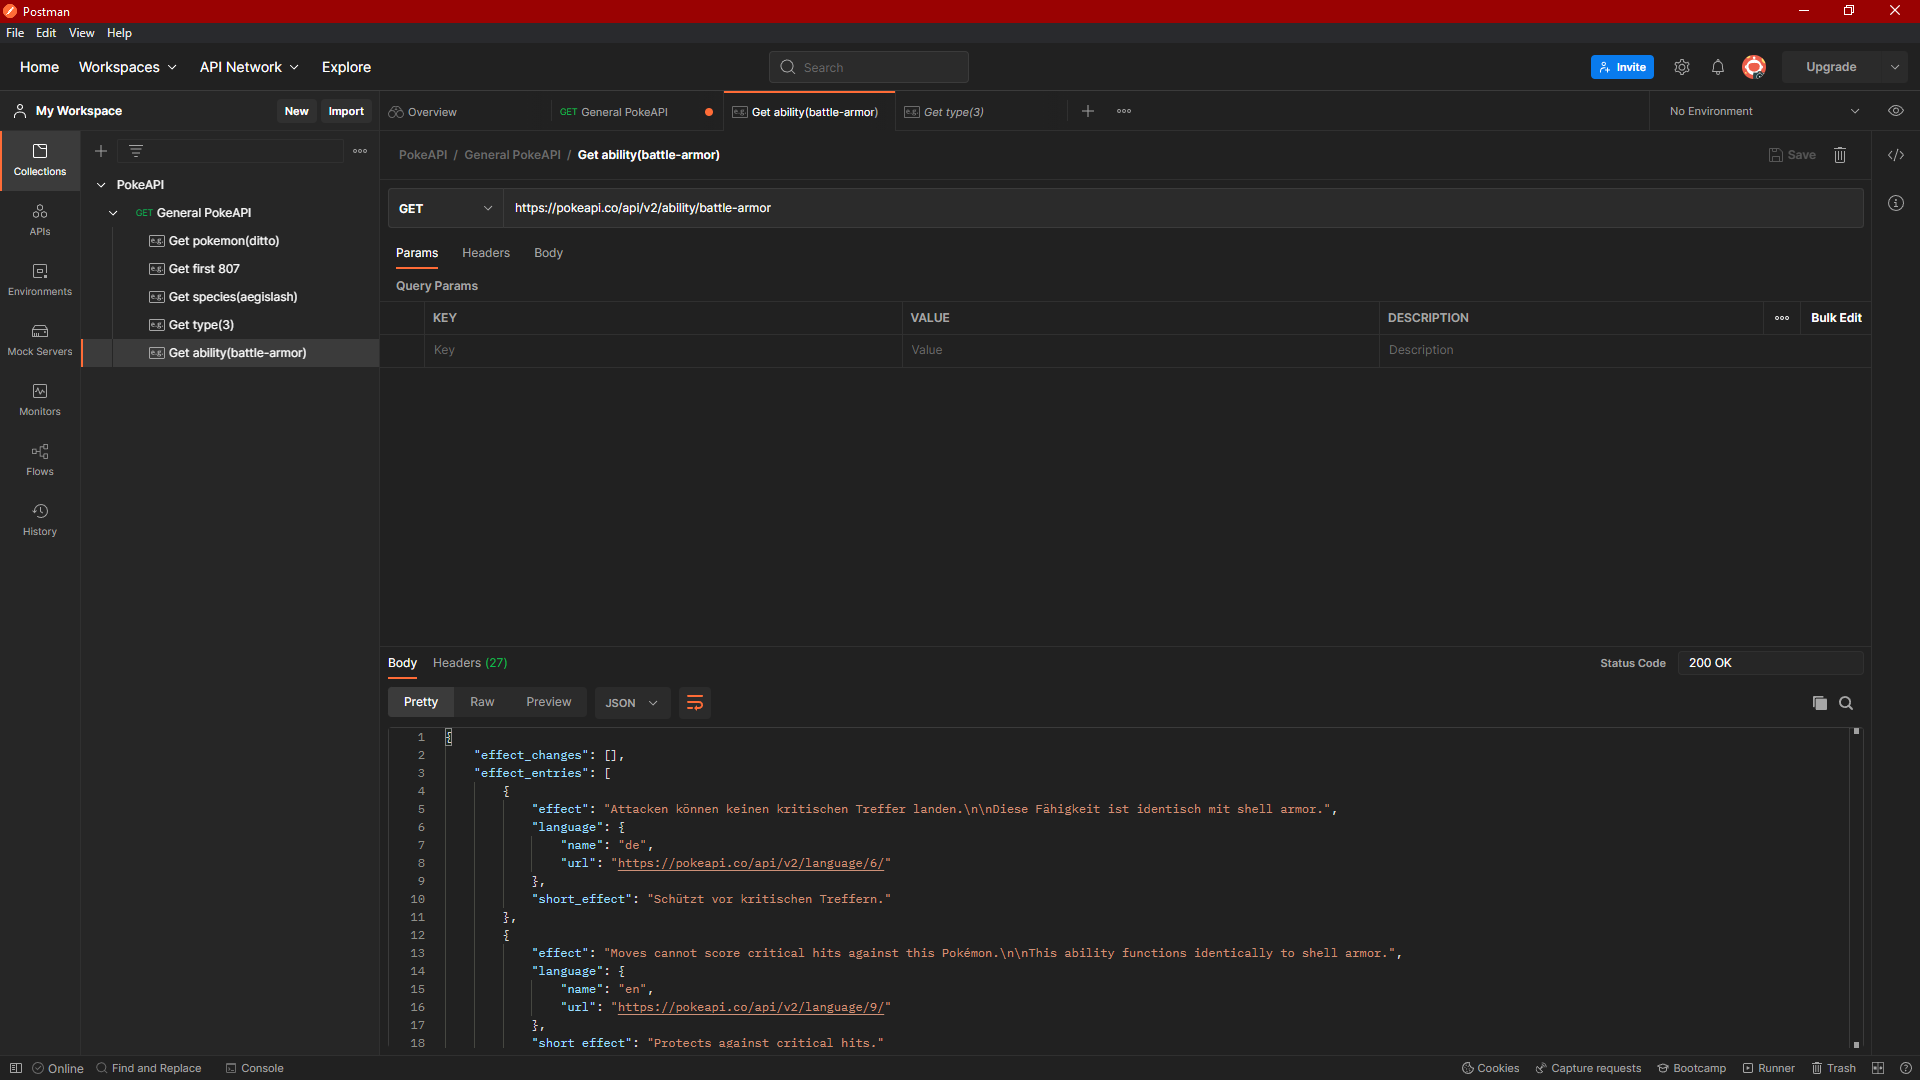 Postman
File Edit View Help
Home Workspaces API Network Explore Search Invite Upgrade
My Workspace New Import
Overview GET General PokeAPI e.g. Get ability(battle-armor) e.g. Get type(3) No Environment
Collections
APIs
Environments
Mock Servers
Monitors
Flows
History
PokeAPI
GET General PokeAPI
e.g. Get pokemon(ditto)
e.g. Get first 807
e.g. Get species(aegislash)
e.g. Get type(3)
e.g. Get ability(battle-armor)
PokeAPI / General PokeAPI / Get ability(battle-armor) Save
GET https://pokeapi.co/api/v2/ability/battle-armor
Params Headers Body
Query Params
KEY VALUE DESCRIPTION Bulk Edit
Key Value Description
Body Headers (27) Status Code 200 OK
Pretty Raw Preview JSON
1 {
2 "effect_changes": [],
3 "effect_entries": [
4 {
5 "effect": "Attacken können keinen kritischen Treffer landen.\n\nDiese Fähigkeit ist identisch mit shell armor.",
6 "language": {
7 "name": "de",
8 "url": "https://pokeapi.co/api/v2/language/6/"
9 },
10 "short_effect": "Schützt vor kritischen Treffern."
11 },
12 {
13 "effect": "Moves cannot score critical hits against this Pokémon.\n\nThis ability functions identically to shell armor.",
14 "language": {
15 "name": "en",
16 "url": "https://pokeapi.co/api/v2/language/9/"
17 },
18 "short_effect": "Protects against critical hits."
Online Find and Replace Console Cookies Capture requests Bootcamp Runner Trash